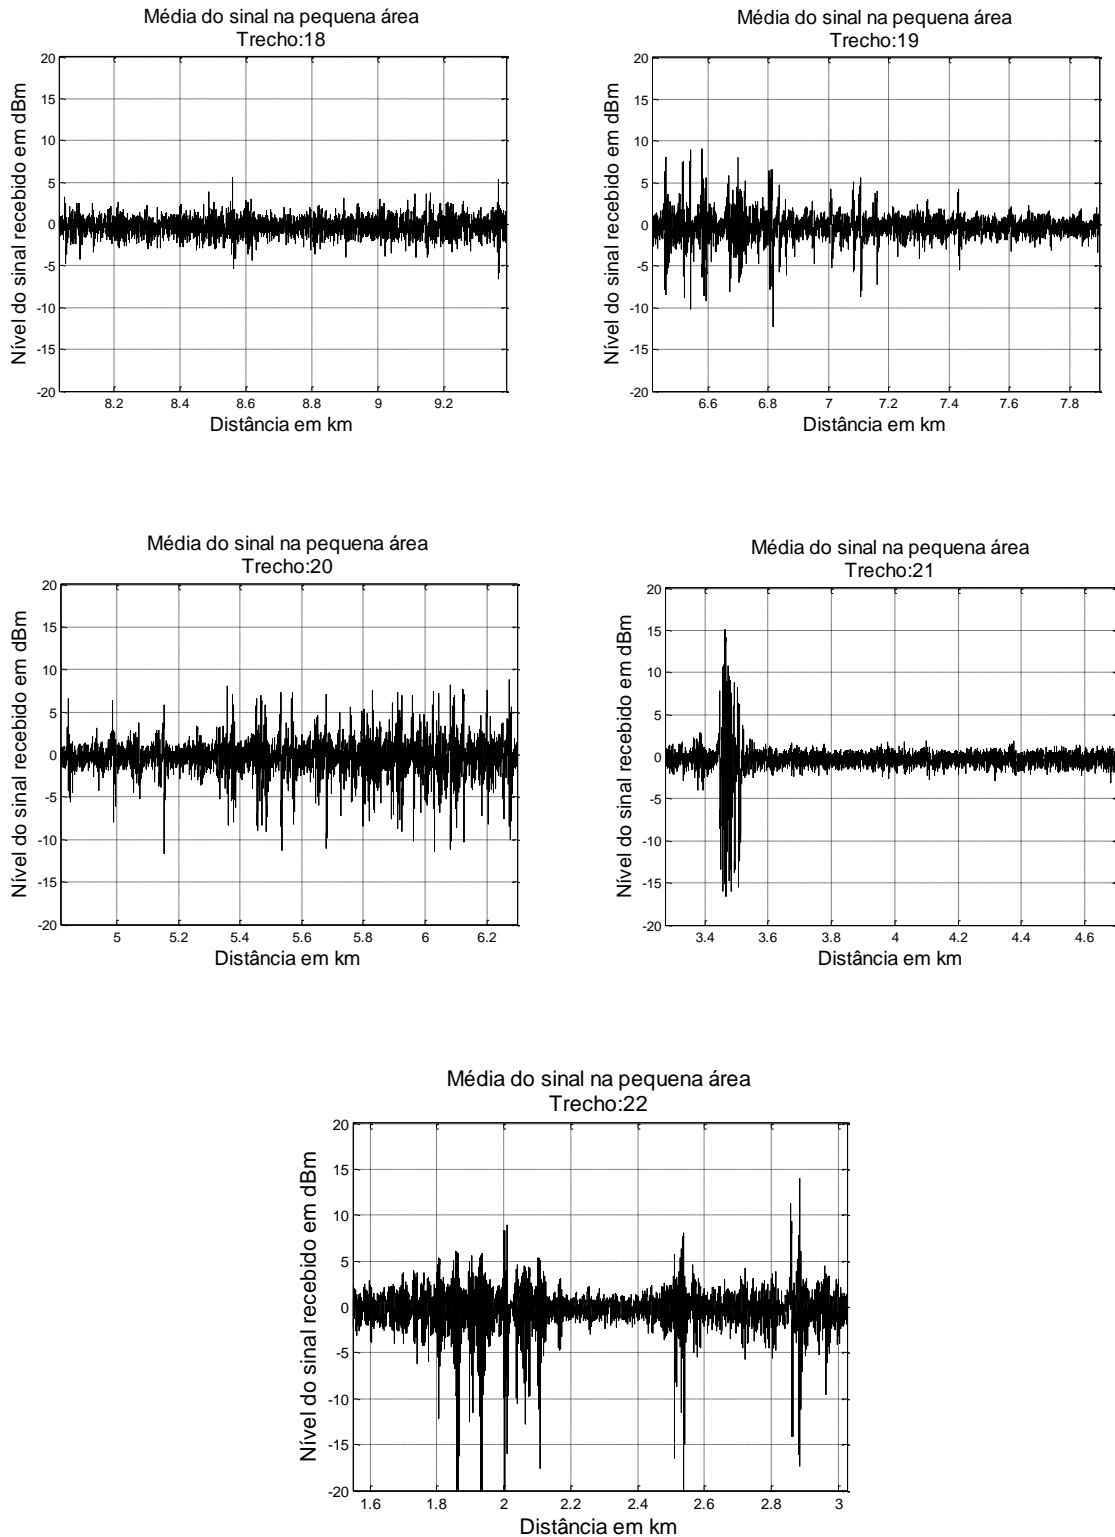 Média do sinal na pequena área
Trecho:18
Nível do sinal recebido em dBm
20
15
10
5
0
-5
-10
-15
-20
8.2 8.4 8.6 8.8 9 9.2
Distância em km
Média do sinal na pequena área
Trecho:19
Nível do sinal recebido em dBm
20
15
10
5
0
-5
-10
-15
-20
6.6 6.8 7 7.2 7.4 7.6 7.8
Distância em km
Média do sinal na pequena área
Trecho:20
Nível do sinal recebido em dBm
20
15
10
5
0
-5
-10
-15
-20
5 5.2 5.4 5.6 5.8 6 6.2
Distância em km
Média do sinal na pequena área
Trecho:21
Nível do sinal recebido em dBm
20
15
10
5
0
-5
-10
-15
-20
3.4 3.6 3.8 4 4.2 4.4 4.6
Distância em km
Média do sinal na pequena área
Trecho:22
Nível do sinal recebido em dBm
20
15
10
5
0
-5
-10
-15
-20
1.6 1.8 2 2.2 2.4 2.6 2.8 3
Distância em km